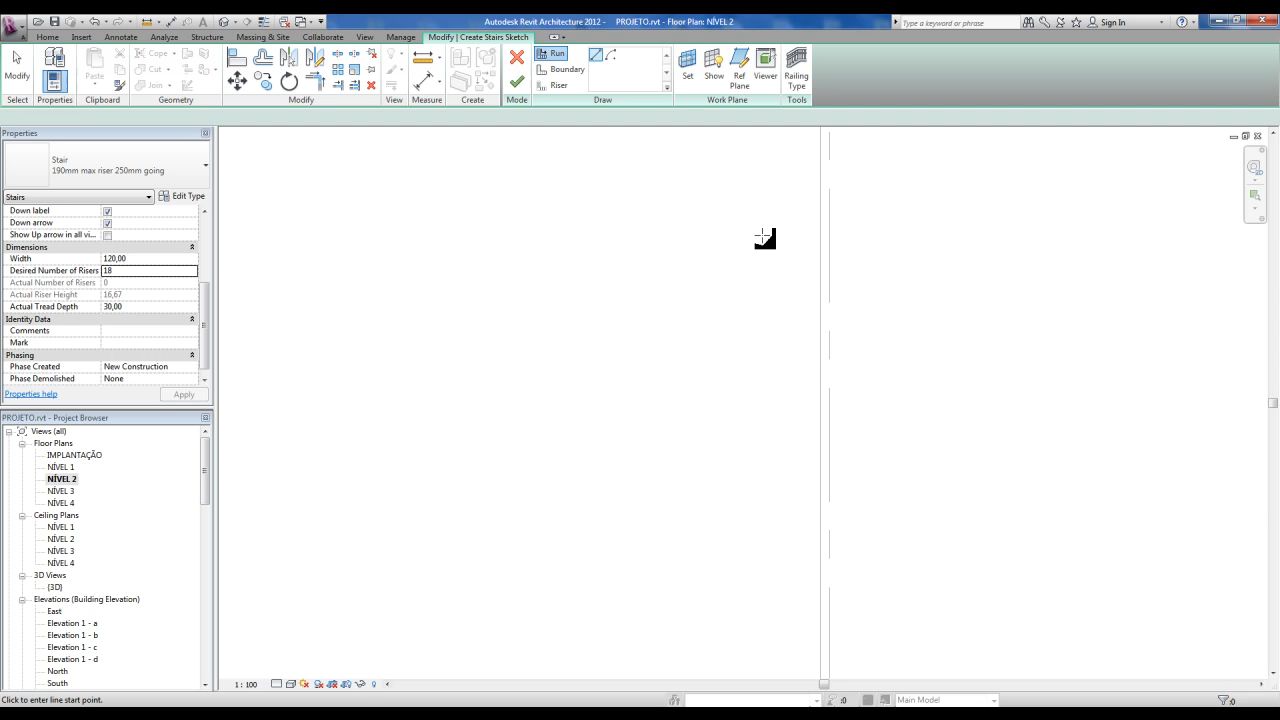 Autodesk Revit Architecture 2012 -    PROJETO.rvt - Floor Plan: NÍVEL 2
Type a keyword or phrase
Sign In
Home Insert Annotate Analyze Structure Massing & Site Collaborate View Manage Modify | Create Stairs Sketch
Modify
Paste
Cope
Cut
Join
Run
Boundary
Riser
Set Show Ref Plane Viewer Railing Type
Select Properties Clipboard Geometry Modify View Measure Create Mode Draw Work Plane Tools
Properties
Stair
190mm max riser 250mm going
Stairs Edit Type
Down label
Down arrow
Show Up arrow in all vi...
Dimensions
Width 120,00
Desired Number of Risers 18
Actual Number of Risers 0
Actual Riser Height 16,67
Actual Tread Depth 30,00
Identity Data
Comments
Mark
Phasing
Phase Created New Construction
Phase Demolished None
Properties help Apply
PROJETO.rvt - Project Browser
Views (all)
Floor Plans
IMPLANTAÇÃO
NÍVEL 1
NÍVEL 2
NÍVEL 3
NÍVEL 4
Ceiling Plans
NÍVEL 1
NÍVEL 2
NÍVEL 3
NÍVEL 4
3D Views
{3D}
Elevations (Building Elevation)
East
Elevation 1 - a
Elevation 1 - b
Elevation 1 - c
Elevation 1 - d
North
South
1 : 100
Click to enter line start point.
:0
Main Model
:0